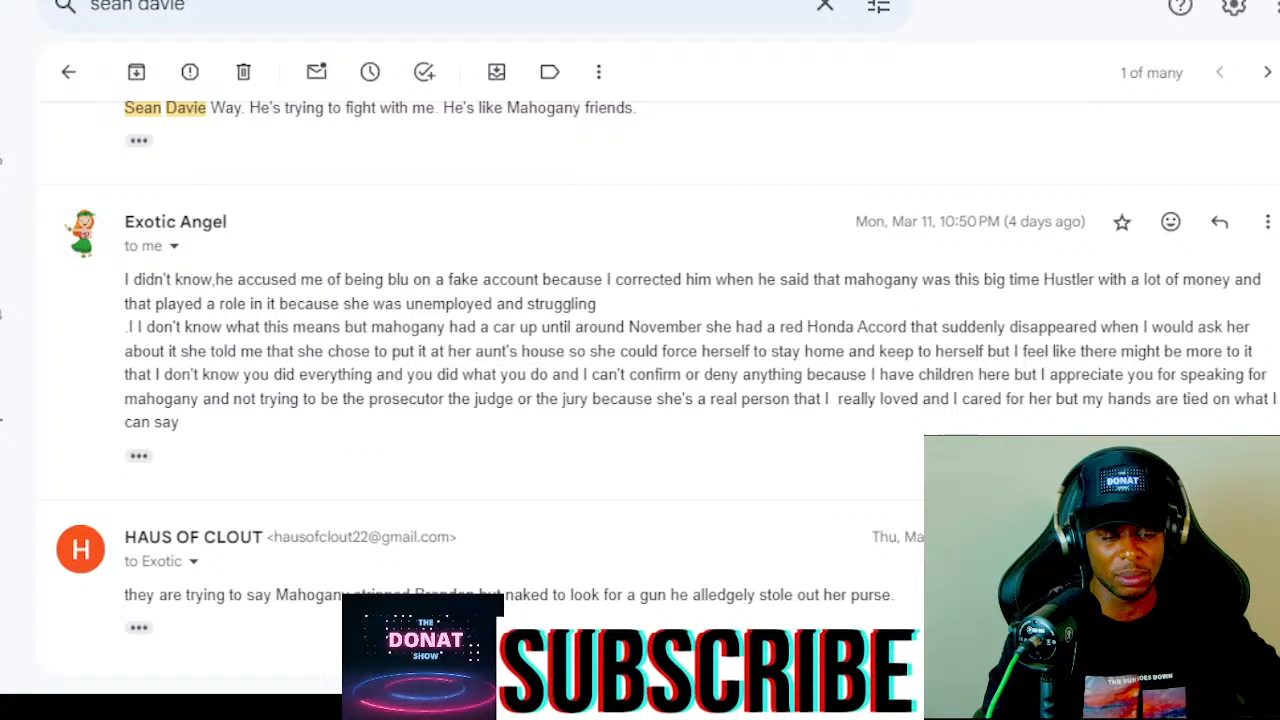 sean davie
1 of many
Sean Davie Way. He's trying to fight with me. He's like Mahogany friends.
Exotic Angel
Mon, Mar 11, 10:50 PM (4 days ago)
to me
I didn't know,he accused me of being blu on a fake account because I corrected him when he said that mahogany was this big time Hustler with a lot of money and
that played a role in it because she was unemployed and struggling
.I I don't know what this means but mahogany had a car up until around November she had a red Honda Accord that suddenly disappeared when I would ask her
about it she told me that she chose to put it at her aunt's house so she could force herself to stay home and keep to herself but I feel like there might be more to it
that I don't know you did everything and you did what you do and I can't confirm or deny anything because I have children here but I appreciate you for speaking for
mahogany and not trying to be the prosecutor the judge or the jury because she's a real person that I really loved and I cared for her but my hands are tied on what I
can say
H
HAUS OF CLOUT <hausofclout22@gmail.com>
Thu, Ma
to Exotic
they are trying to say Mahogany stripped Brandon but naked to look for a gun he alledgely stole out her purse.
THE
DONAT
SHOW
SUBSCRIBE
THE
DONAT
THE SUN GOES DOWN